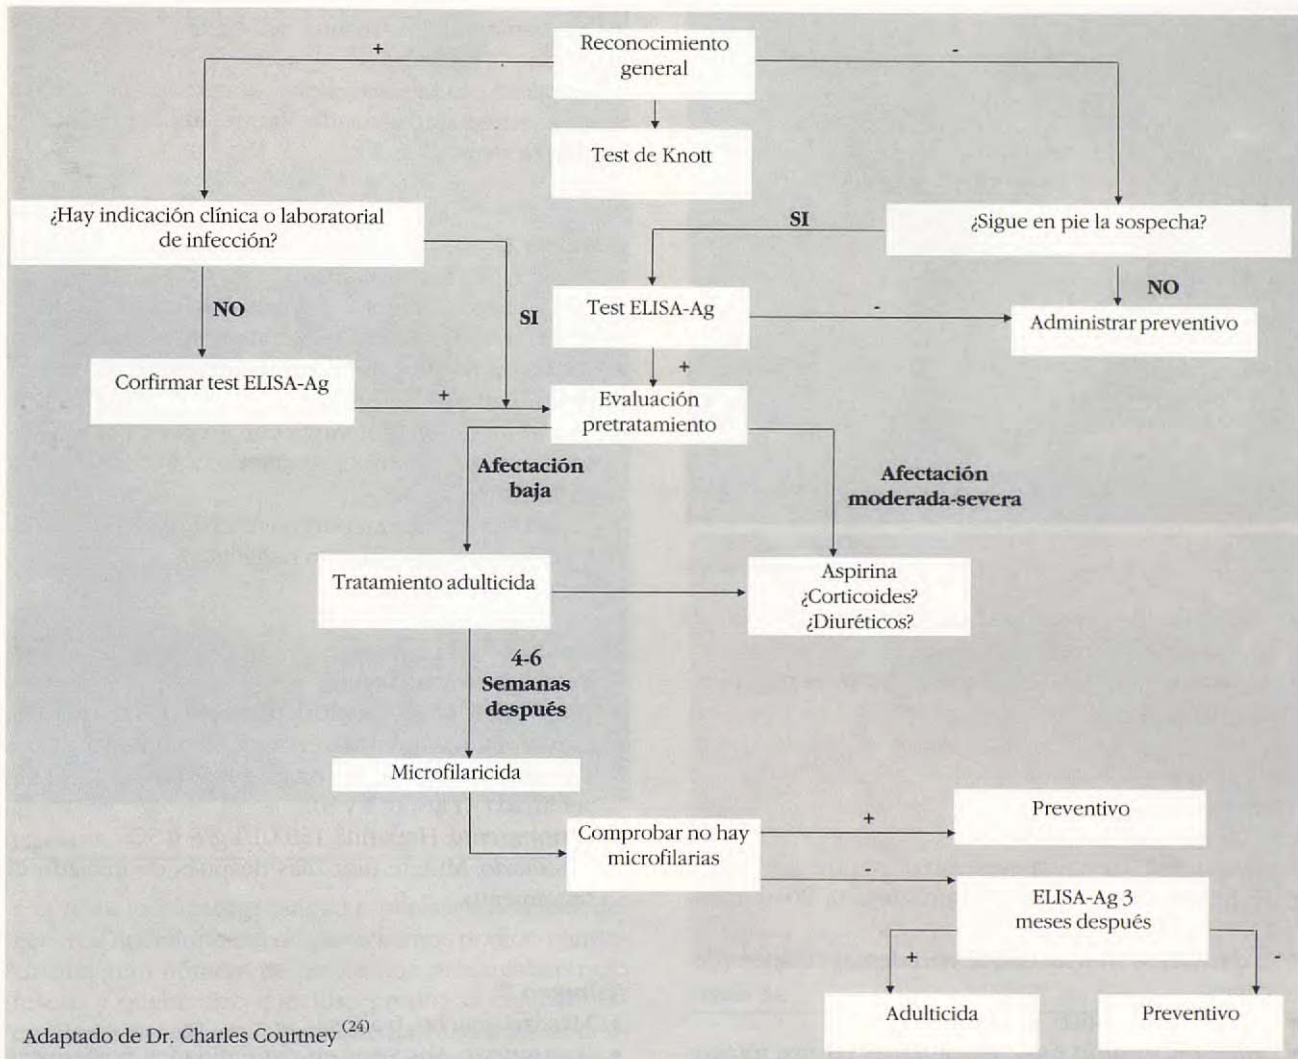 +
Reconocimiento
general
-
Test de Knott
¿Hay indicación clínica o laboratorial
de infección?
SI
¿Sigue en pie la sospecha?
NO
SI
Test ELISA-Ag
-
NO
Administrar preventivo
Corfirmar test ELISA-Ag
+
+
Evaluación
pretratamiento
Afectación
baja
Afectación
moderada-severa
Tratamiento adulticida
Aspirina
¿Corticoides?
¿Diuréticos?
4-6
Semanas
después
Microfilaricida
Comprobar no hay
microfilarias
+
Preventivo
-
ELISA-Ag 3
meses después
+
-
Adulticida
Preventivo
Adaptado de Dr. Charles Courtney (24)